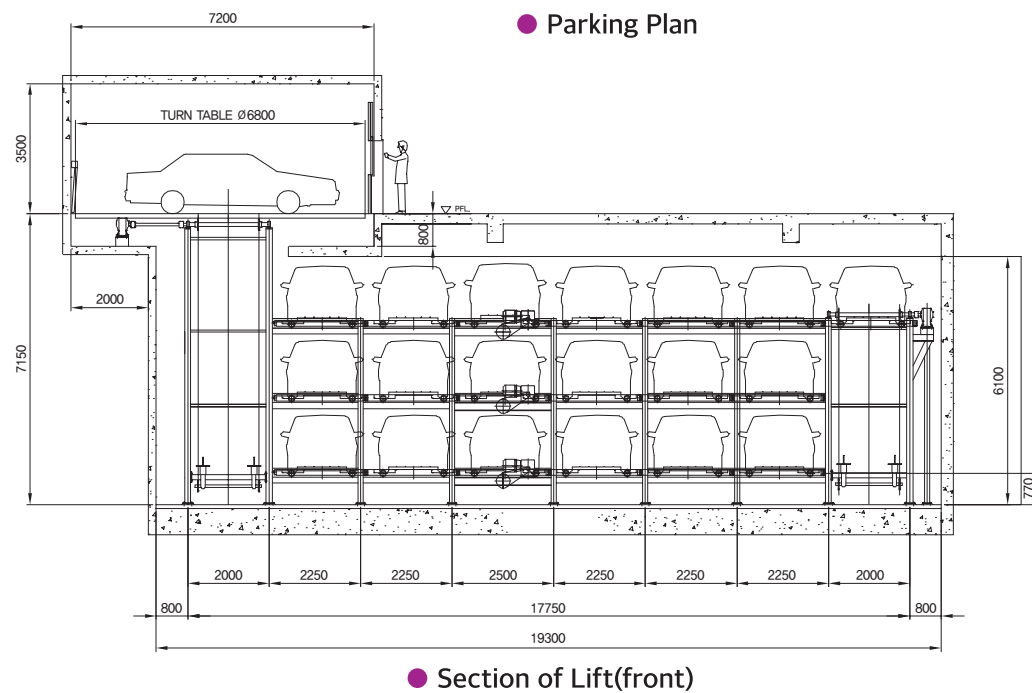 Parking Plan
7200
TURN TABLE Ø6800
3500
PFL.
800
2000
7150
6100
770
2000 2250 2250 2500 2250 2250 2250 2000
800 17750 800
19300
Section of Lift(front)